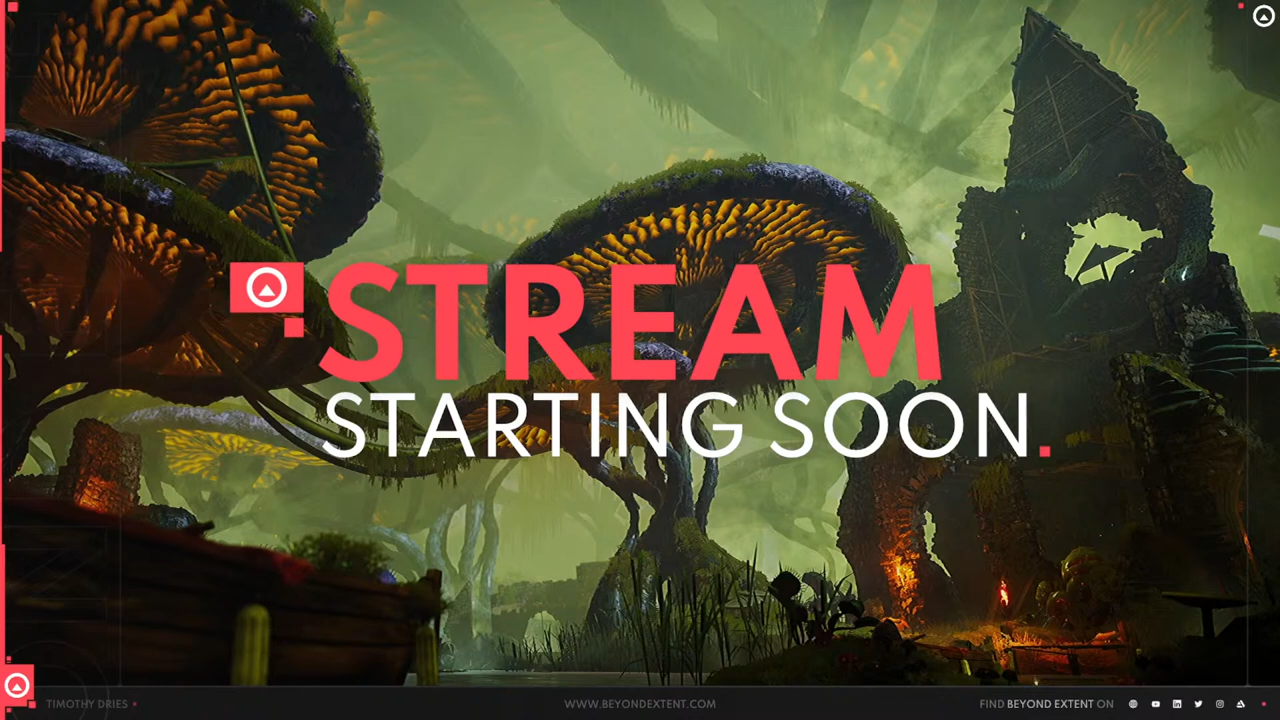 STREAM
STARTING SOON.
TIMOTHY DRIES
WWW.BEYONDEXTENT.COM
FIND BEYOND EXTENT ON